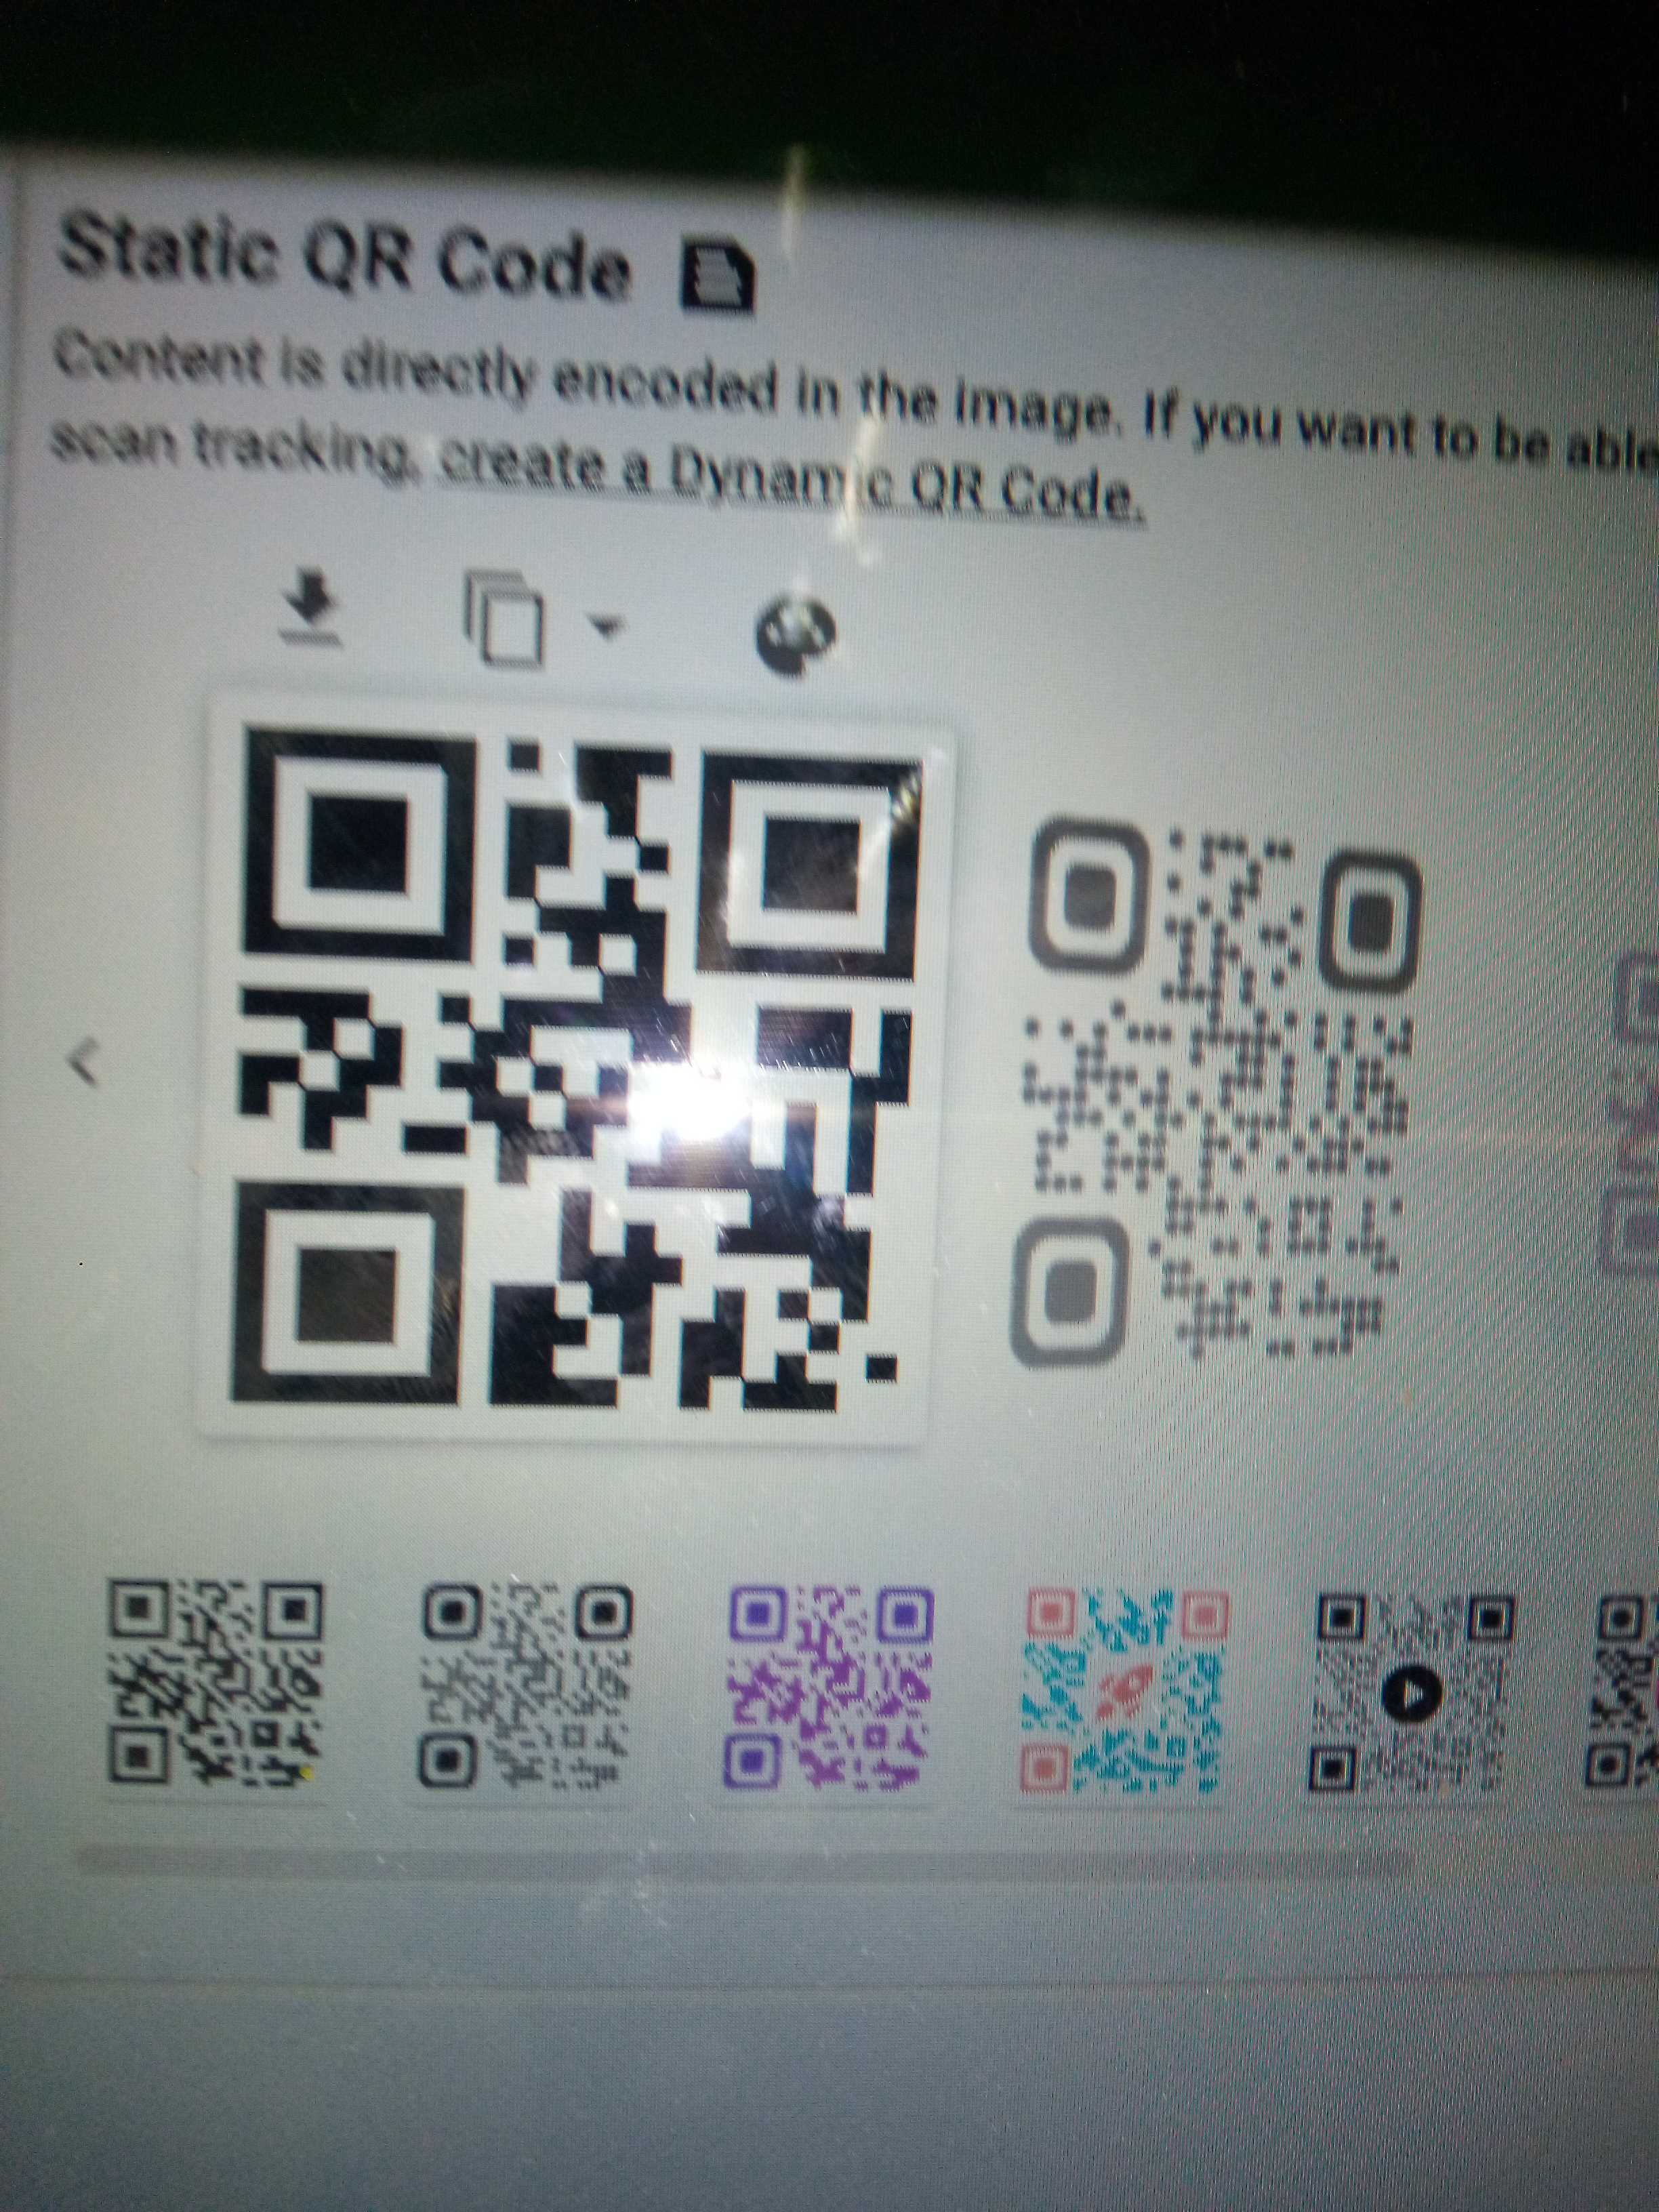 Static QR Code
Content is directly encoded in the image. If you want to be able
scan tracking, create a Dynamic QR Code.